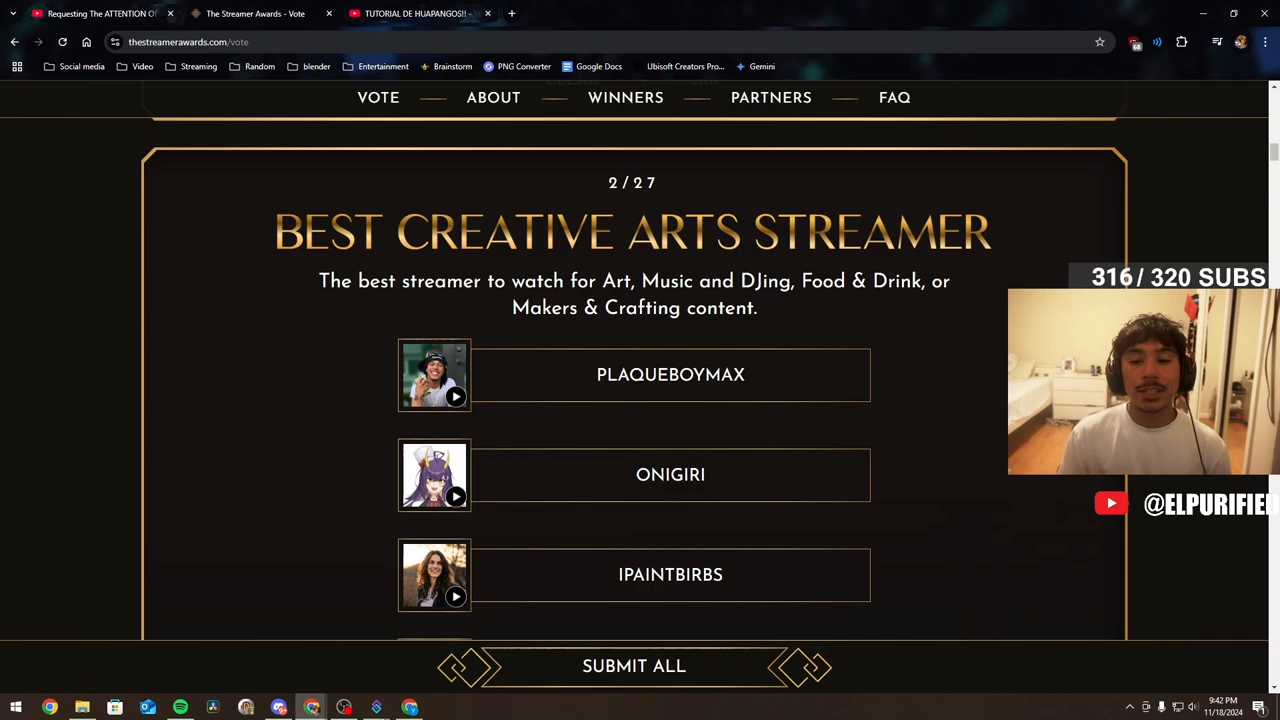 Requesting The ATTENTION O
The Streamer Awards - Vote
TUTORIAL DE HUAPANGOS!! -
thestreamerawards.com/vote
Social media
Video
Streaming
Random
blender
Entertainment
Brainstorm
PNG Converter
Google Docs
Ubisoft Creators Pro...
Gemini
VOTE
ABOUT
WINNERS
PARTNERS
FAQ
2/27
BEST CREATIVE ARTS STREAMER
The best streamer to watch for Art, Music and DJing, Food & Drink, or
Makers & Crafting content.
316/ 320 SUBS
PLAQUEBOYMAX
ONIGIRI
@ELPURIFIED
IPAINTBIRBS
SUBMIT ALL
9:42 PM
11/18/2024